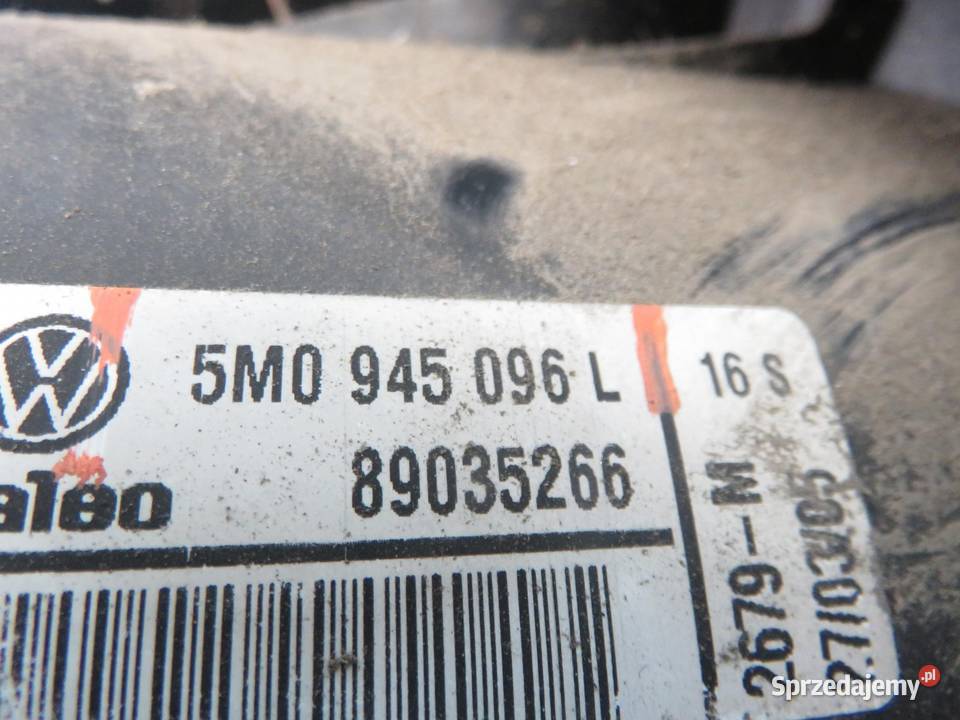 5M0 945 096 L
16 S
aleo
89035266
2679-M
27/03/05
Sprzedajemy.pl